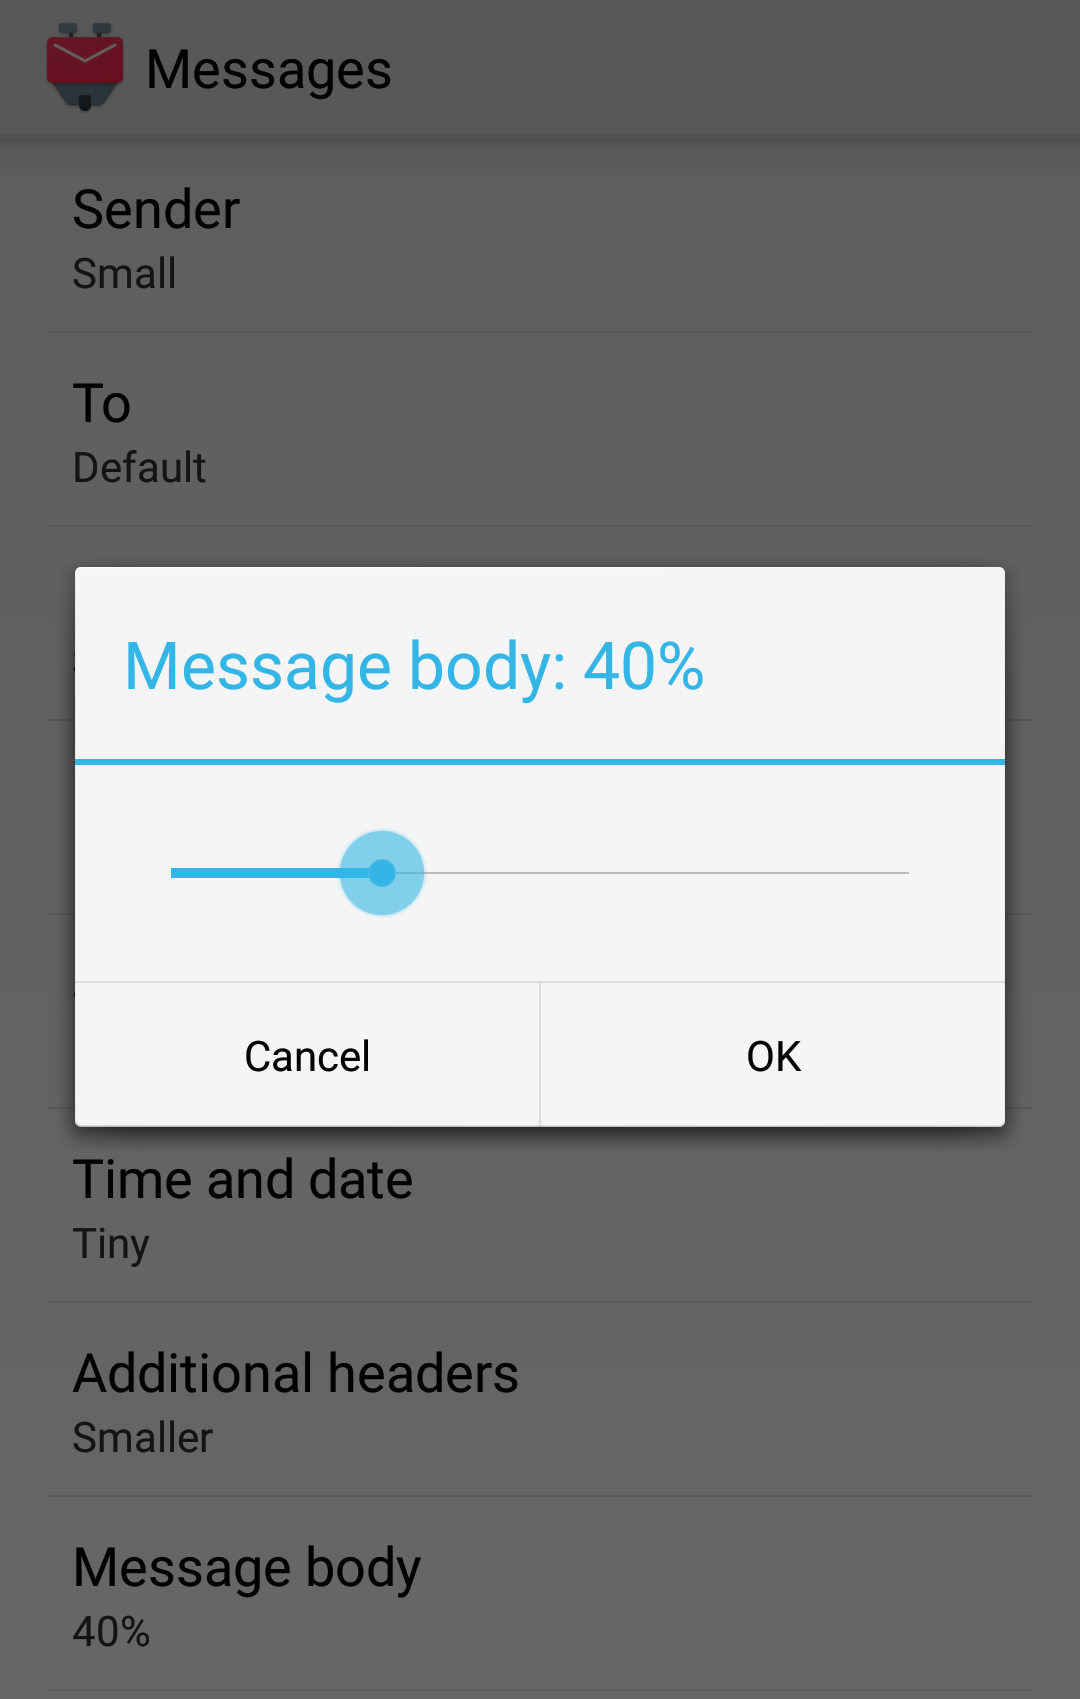 Messages
Sender
Small
To
Default
Message body: 40%
Cancel
OK
Time and date
Tiny
Additional headers
Smaller
Message body
40%